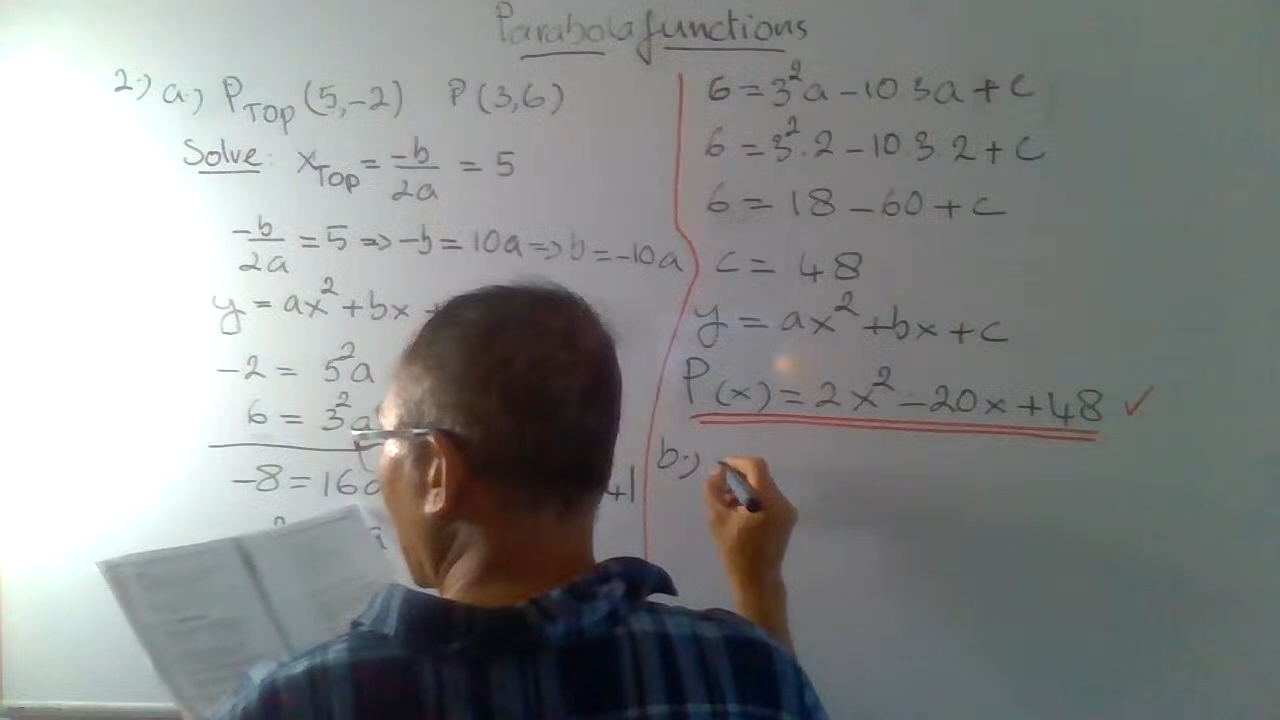 Parabola functions
2.) a.) P_Top (5,-2) P(3,6)
Solve: x_Top = -b/2a = 5
-b/2a = 5 => -b = 10a => b = -10a
y = ax² + bx +
-2 = 5²a
6 = 3²a
-8 = 16a
6 = 3²a - 10 3a + c
6 = 3².2 - 10.3.2 + c
6 = 18 - 60 + c
c = 48
y = ax² + bx + c
P(x) = 2x² - 20x + 48 ✓
b.)